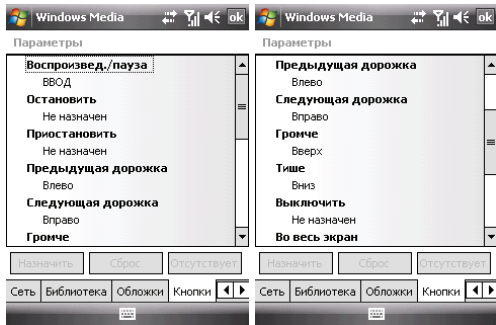 Windows Media
ok
Параметры
Воспроизвед./пауза
ВВОД
Остановить
Не назначен
Приостановить
Не назначен
Предыдущая дорожка
Влево
Следующая дорожка
Вправо
Громче
Назначить
Сброс
Отсутствует
Сеть
Библиотека
Обложки
Кнопки
Windows Media
ok
Параметры
Предыдущая дорожка
Влево
Следующая дорожка
Вправо
Громче
Вверх
Тише
Вниз
Выключить
Не назначен
Во весь экран
Назначить
Сброс
Отсутствует
Сеть
Библиотека
Обложки
Кнопки